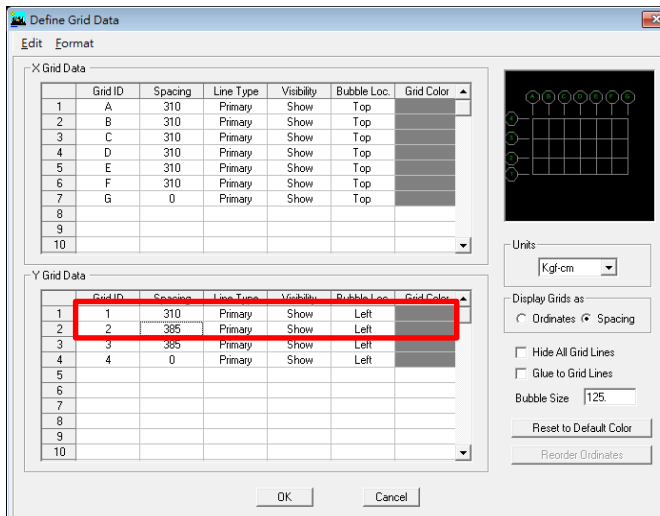 Define Grid Data
Edit Format
X Grid Data
Grid ID Spacing Line Type Visibility Bubble Loc. Grid Color
1 A 310 Primary Show Top
2 B 310 Primary Show Top
3 C 310 Primary Show Top
4 D 310 Primary Show Top
5 E 310 Primary Show Top
6 F 310 Primary Show Top
7 G 0 Primary Show Top
8
9
10
A B C D E F G
4
3
2
1
Units
Kgf-cm
Y Grid Data
Grid ID Spacing Line Type Visibility Bubble Loc. Grid Color
1 1 310 Primary Show Left
2 2 385 Primary Show Left
3 3 385 Primary Show Left
4 4 0 Primary Show Left
5
6
7
8
9
10
Display Grids as
Ordinates Spacing
Hide All Grid Lines
Glue to Grid Lines
Bubble Size 125.
Reset to Default Color
Reorder Ordinates
OK Cancel